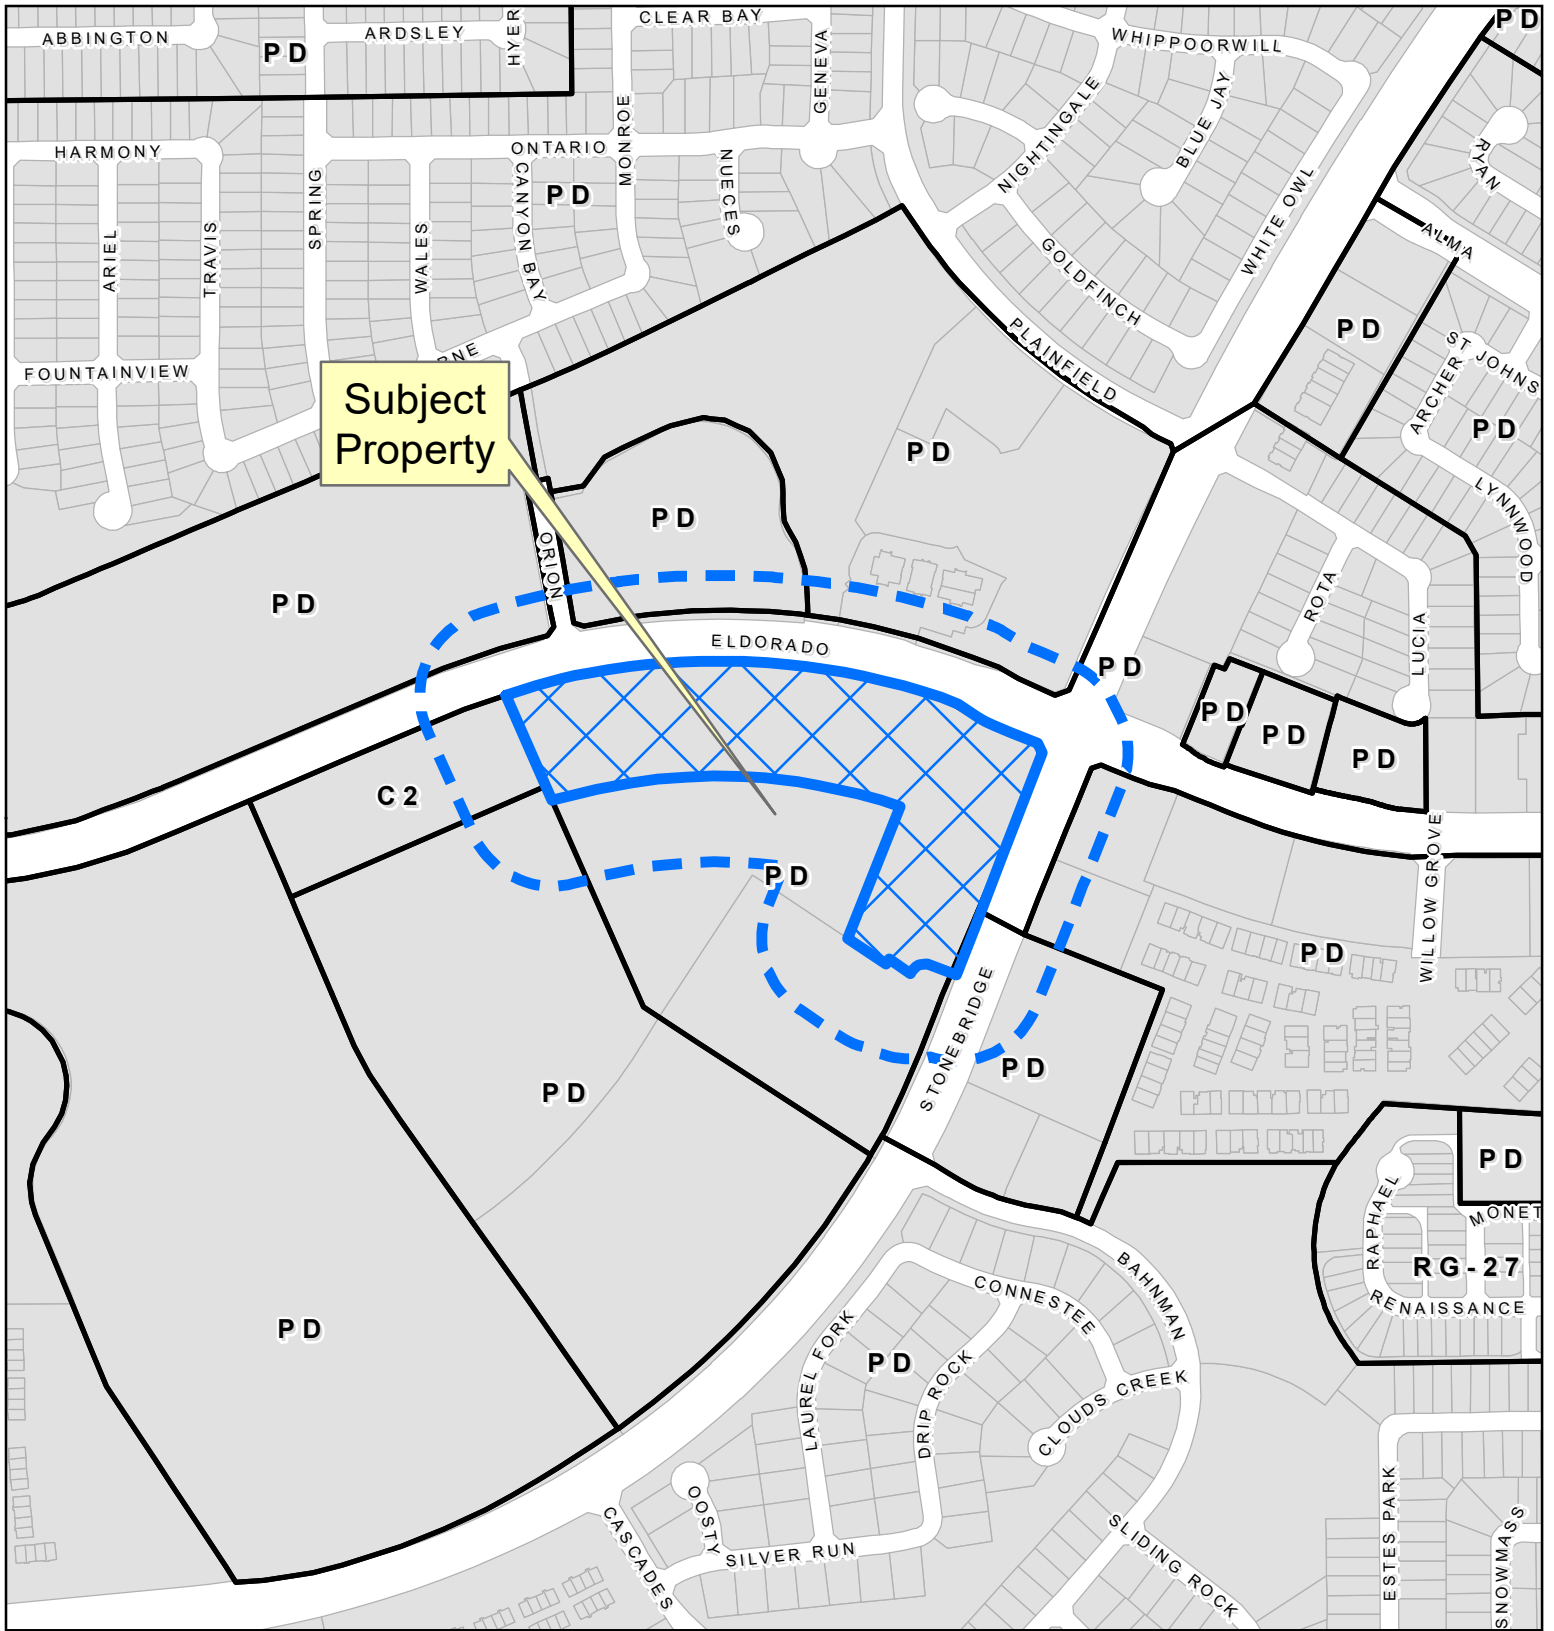 ABBINGTON
PD
ARDSLEY
HYER
CLEAR BAY
GENEVA
WHIPPOORWILL
PD
HARMONY
ONTARIO
MONROE
NUECES
NIGHTINGALE
BLUE JAY
RYAN
SPRING
CANYON BAY
PD
ARIEL
TRAVIS
WALES
GOLDFINCH
WHITE OWL
ALMA
PLAINFIELD
PD
ST JOHNS
ARCHER
FOUNTAINVIEW
RNE
Subject
Property
PD
PD
LYNNWOOD
PD
ORION
PD
ROTA
LUCIA
ELDORADO
PD
PD
PD
PD
C2
WILLOW GROVE
PD
PD
STONEBRIDGE
PD
PD
PD
RAPHAEL
MONET
RG-27
RENAISSANCE
BAHNMAN
CONNESTEE
PD
LAUREL FORK
PD
DRIP ROCK
CLOUDS CREEK
OOSTY
CASCADES
SILVER RUN
SLIDING ROCK
ESTES PARK
SNOWMASS